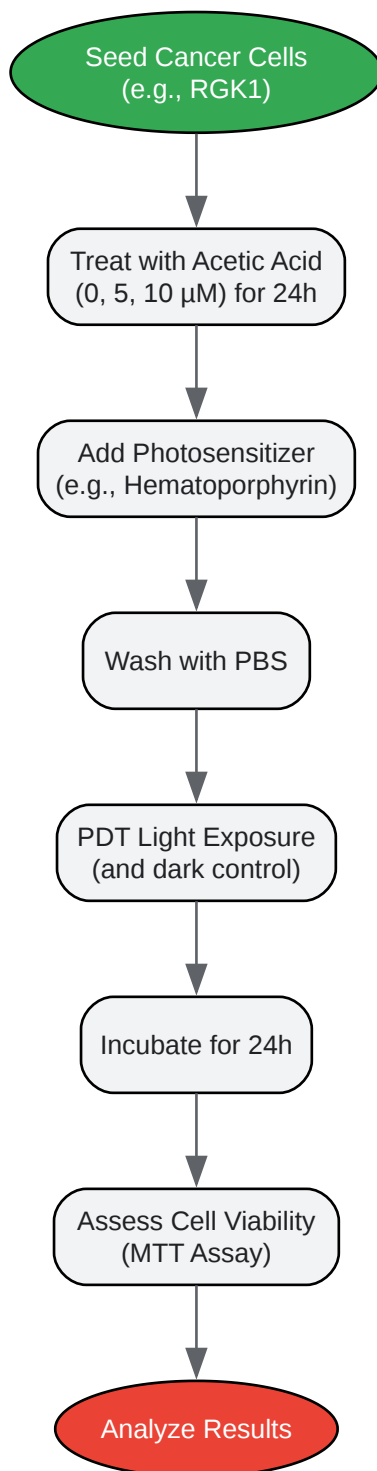 Seed Cancer Cells
(e.g., RGK1)
Treat with Acetic Acid
(0, 5, 10 µM) for 24h
Add Photosensitizer
(e.g., Hematoporphyrin)
Wash with PBS
PDT Light Exposure
(and dark control)
Incubate for 24h
Assess Cell Viability
(MTT Assay)
Analyze Results